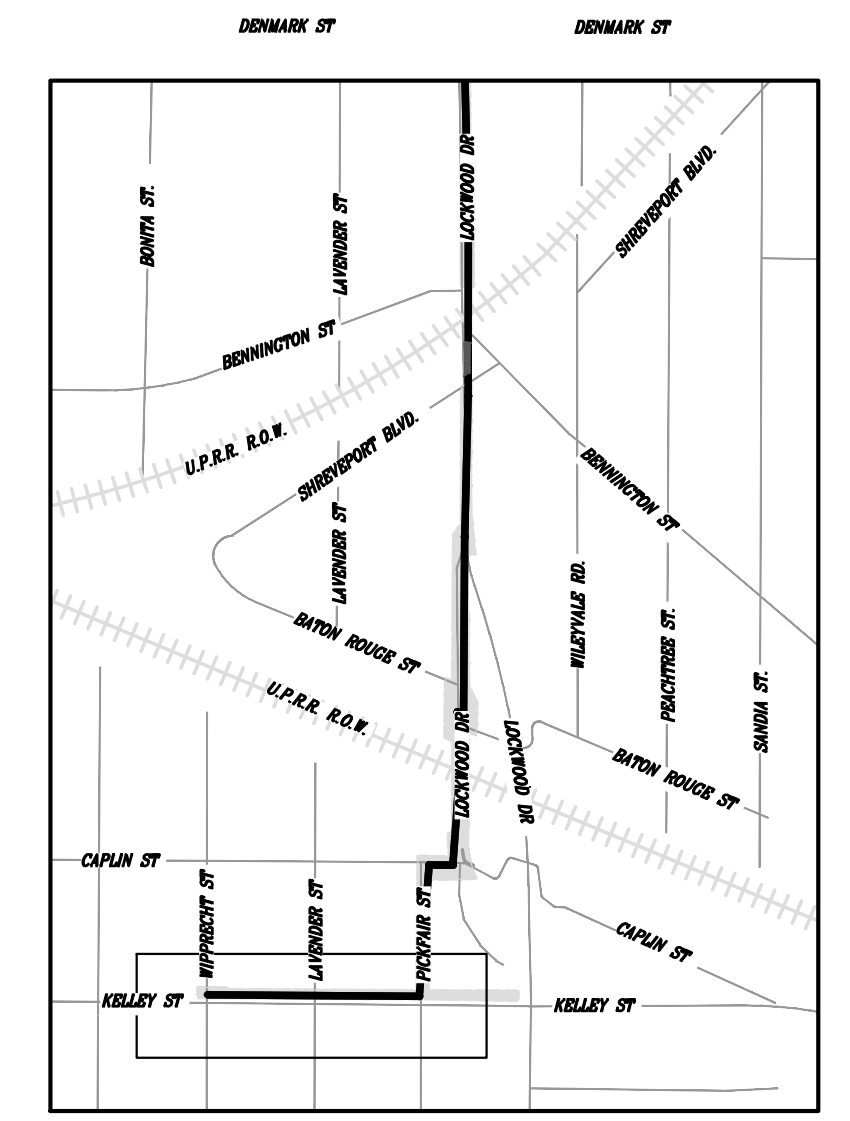 DENMARK ST
DENMARK ST
LOCKWOOD DR
SHREVEPORT BLVD.
BONITA ST.
LAVENDER ST
BENNINGTON ST
U.P.R.R. R.O.W.
SHREVEPORT BLVD.
BENNINGTON ST
LAVENDER ST
WILEYVALE RD.
PEACHTREE ST.
BATON ROUGE ST
SANDIA ST.
U.P.R.R. R.O.W.
LOCKWOOD DR
LOCKWOOD DR
BATON ROUGE ST
CAPLIN ST
WIPPRECHT ST
LAVENDER ST
PICKFAIR ST
CAPLIN ST
KELLEY ST
KELLEY ST